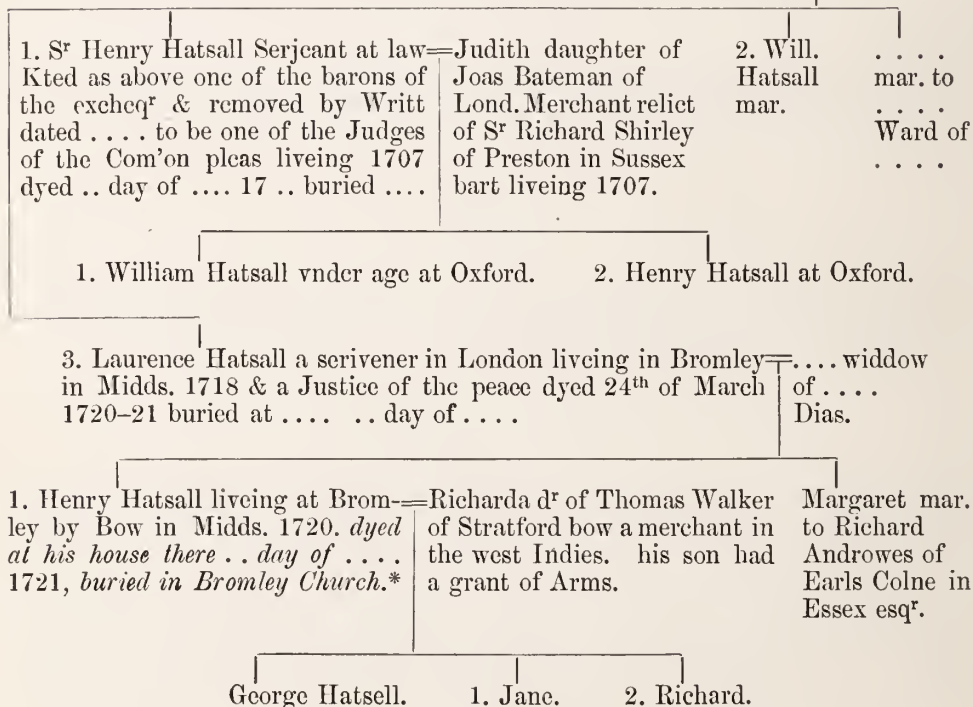 1. Sʳ Henry Hatsall Serjeant at law=
Kted as above one of the barons of
the excheqʳ & removed by Writt
dated . . . . to be one of the Judges
of the Com'on pleas liveing 1707
dyed .. day of .... 17 .. buried ....
Judith daughter of
Joas Bateman of
Lond. Merchant relict
of Sʳ Richard Shirley
of Preston in Sussex
bart liveing 1707.
2. Will.
Hatsall
mar.
. . . .
mar. to
. . . .
Ward of
. . . .
1. William Hatsall vnder age at Oxford.
2. Henry Hatsall at Oxford.
3. Laurence Hatsall a scrivener in London liveing in Bromley=
in Midds. 1718 & a Justice of the peace dyed 24ᵗʰ of March
1720–21 buried at .... .. day of ....
.... widdow
of ....
Dias.
1. Henry Hatsall liveing at Brom-=
ley by Bow in Midds. 1720. dyed
at his house there .. day of ....
1721, buried in Bromley Church.*
Richarda dʳ of Thomas Walker
of Stratford bow a merchant in
the west Indies. his son had
a grant of Arms.
Margaret mar.
to Richard
Androwes of
Earls Colne in
Essex esqʳ.
George Hatsell.
1. Jane.
2. Richard.